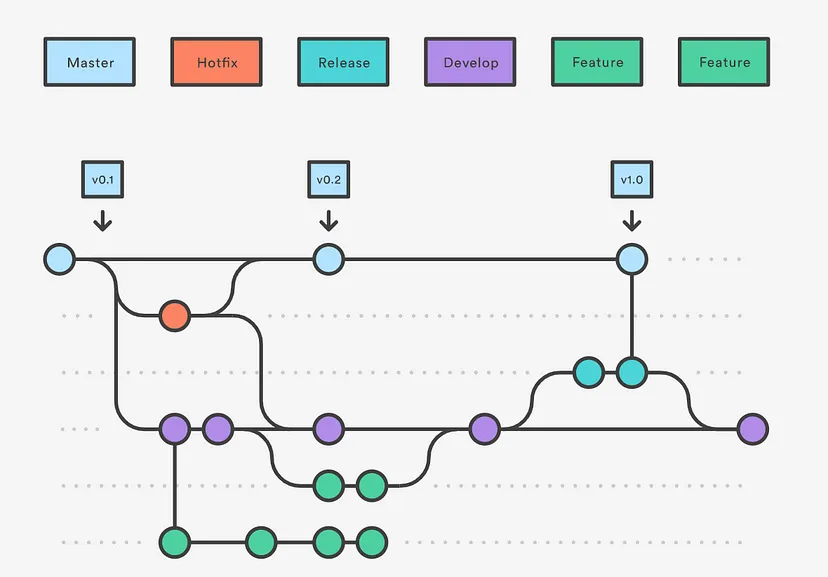 Master
Hotfix
Release
Develop
Feature
Feature
v0.1
v0.2
v1.0